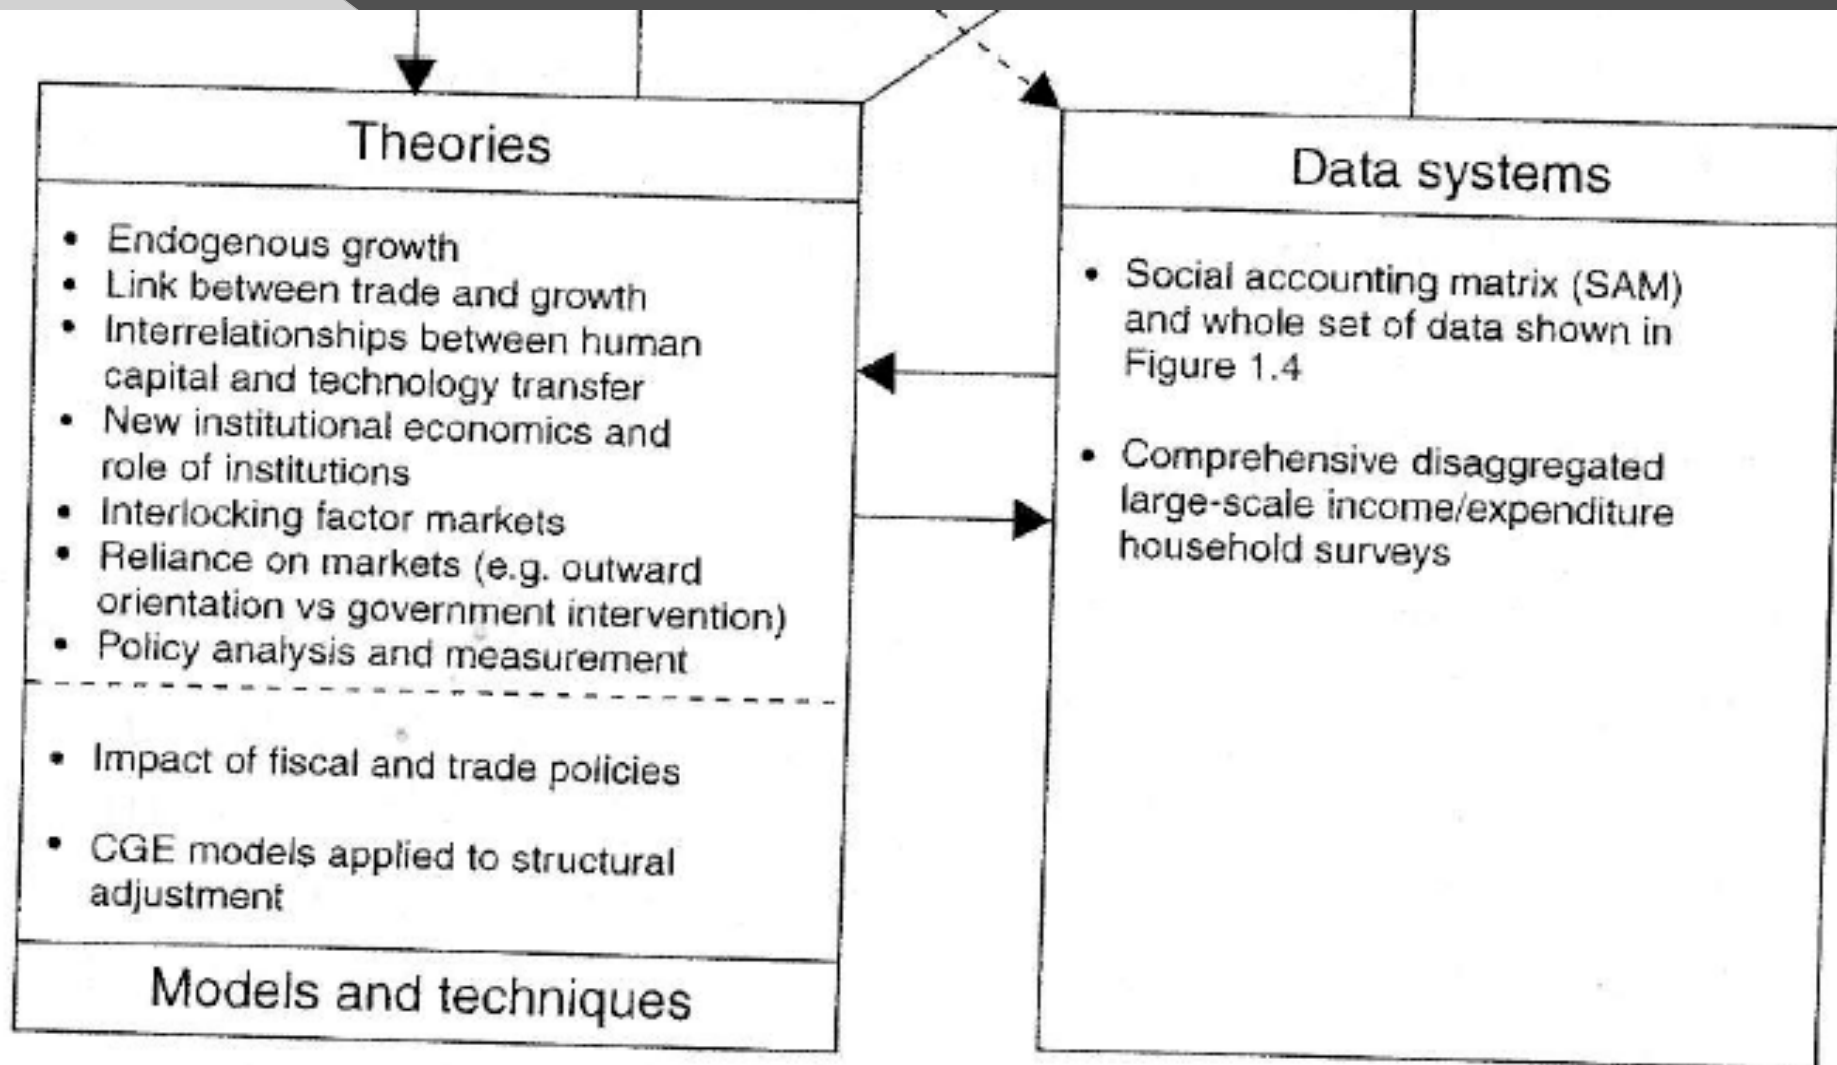 Theories
• Endogenous growth
• Link between trade and growth
• Interrelationships between human
capital and technology transfer
• New institutional economics and
role of institutions
• Interlocking factor markets
• Reliance on markets (e.g. outward
orientation vs government intervention)
• Policy analysis and measurement
• Impact of fiscal and trade policies
• CGE models applied to structural
adjustment
Models and techniques
Data systems
• Social accounting matrix (SAM)
and whole set of data shown in
Figure 1.4
• Comprehensive disaggregated
large-scale income/expenditure
household surveys